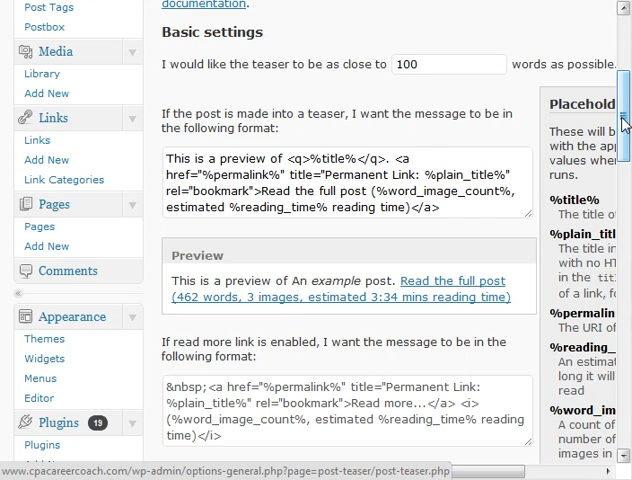 Post Tags
Postbox
Media
Library
Add New
Links
Links
Add New
Link Categories
Pages
Pages
Add New
Comments
Appearance
Themes
Widgets
Menus
Editor
Plugins 19
Plugins
documentation.
Basic settings
I would like the teaser to be as close to 100 words as possible.
If the post is made into a teaser, I want the message to be in
the following format:
This is a preview of <q>%title%</q>. <a
href="%permalink%" title="Permanent Link: %plain_title%"
rel="bookmark">Read the full post (%word_image_count%,
estimated %reading_time% reading time)</a>
Preview
This is a preview of An example post. Read the full post
(462 words, 3 images, estimated 3:34 mins reading time)
If read more link is enabled, I want the message to be in the
following format:
&nbsp;<a href="%permalink%" title="Permanent Link:
%plain_title%" rel="bookmark">Read more...</a> <i>
(%word_image_count%, estimated %reading_time% reading
time)</i>
Placehold
These will b
with the app
values when
runs.
%title%
The title o
%plain_titl
The title in
with no HT
in the titl
of a link, f
%permalin
The URI of
%reading_
An estimat
long it will
read
%word_im
A count of
number of
images in
www.cpacareercoach.com/wp-admin/options-general.php?page=post-teaser/post-teaser.php